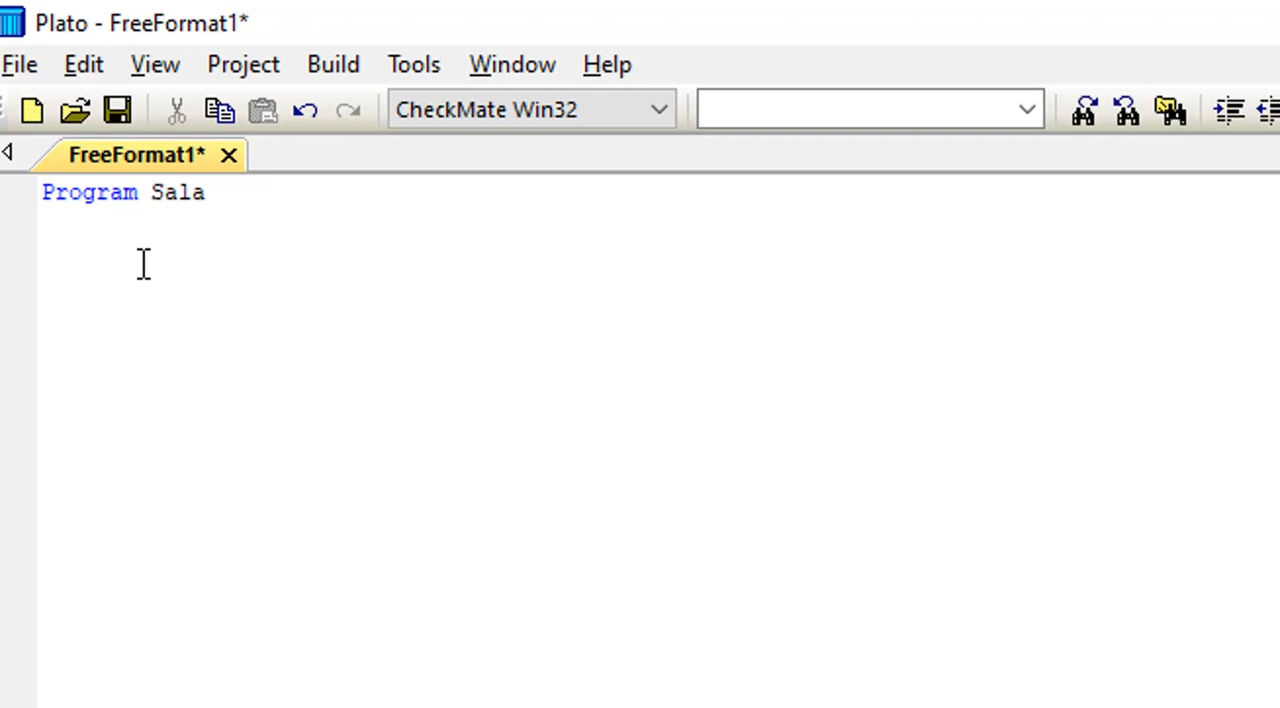 Plato - FreeFormat1*
File Edit View Project Build Tools Window Help
CheckMate Win32
FreeFormat1*
Program Sala